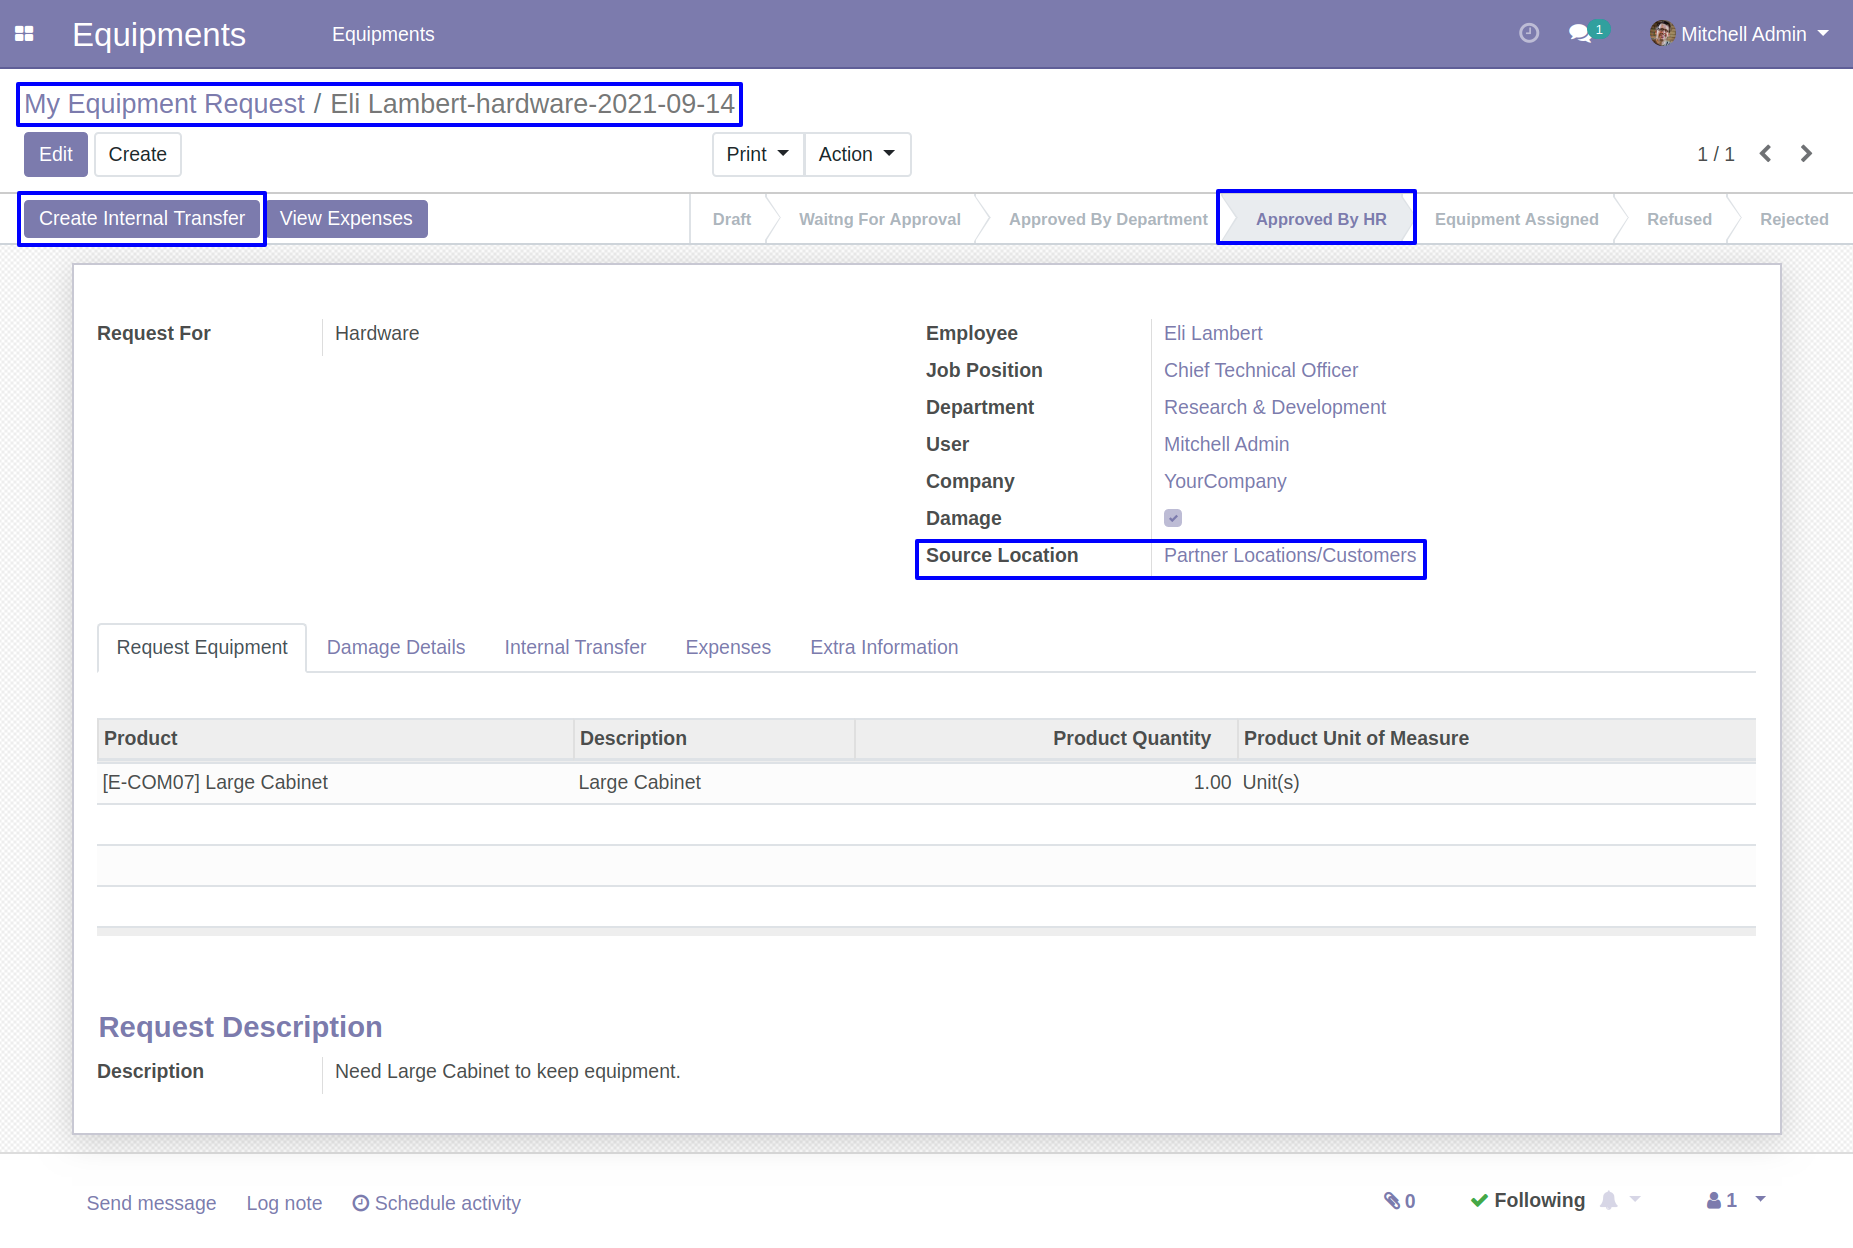 Equipments Equipments 1 Mitchell Admin
My Equipment Request / Eli Lambert-hardware-2021-09-14
Edit Create Print Action 1 / 1
Create Internal Transfer View Expenses Draft Waitng For Approval Approved By Department Approved By HR Equipment Assigned Refused Rejected
Request For Hardware
Employee Eli Lambert
Job Position Chief Technical Officer
Department Research & Development
User Mitchell Admin
Company YourCompany
Damage
Source Location Partner Locations/Customers
Request Equipment Damage Details Internal Transfer Expenses Extra Information
Product Description Product Quantity Product Unit of Measure
[E-COM07] Large Cabinet Large Cabinet 1.00 Unit(s)
Request Description
Description Need Large Cabinet to keep equipment.
Send message Log note Schedule activity 0 Following 1